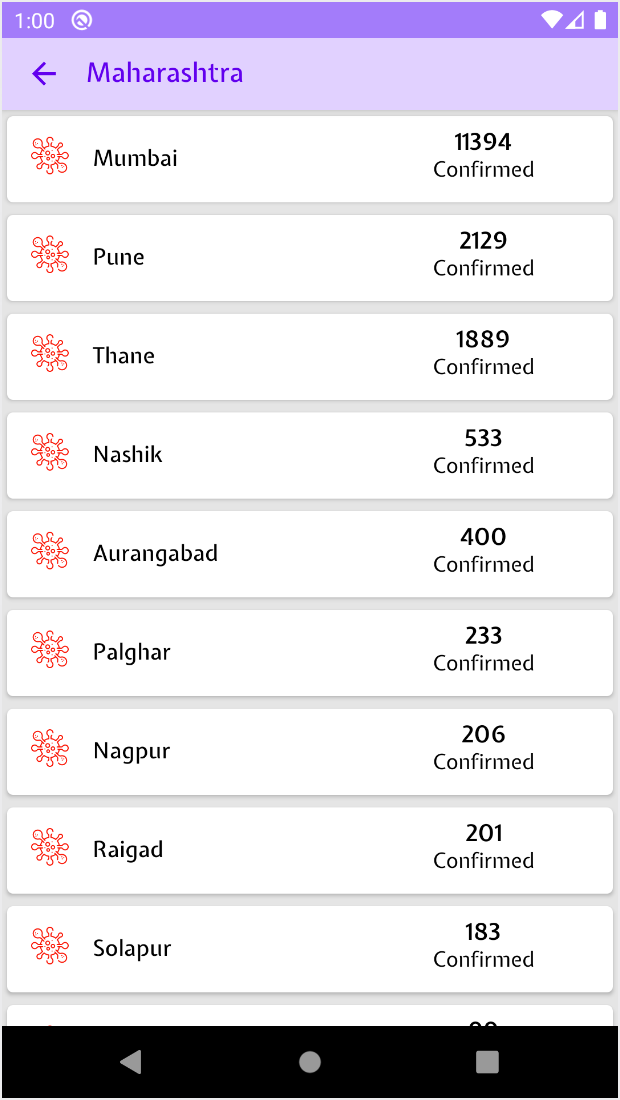 1:00
Maharashtra
Mumbai
11394
Confirmed
Pune
2129
Confirmed
Thane
1889
Confirmed
Nashik
533
Confirmed
Aurangabad
400
Confirmed
Palghar
233
Confirmed
Nagpur
206
Confirmed
Raigad
201
Confirmed
Solapur
183
Confirmed